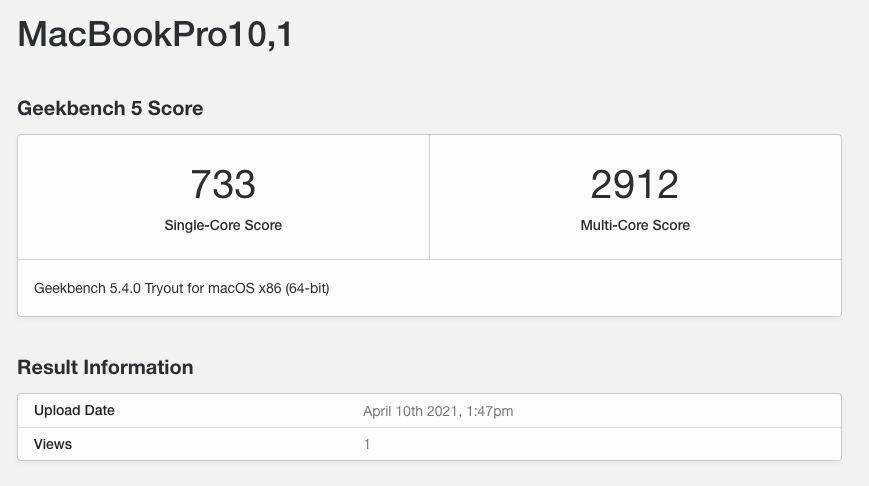 MacBookPro10,1
Geekbench 5 Score
733 2912
Single-Core Score Multi-Core Score
Geekbench 5.4.0 Tryout for macOS x86 (64-bit)
Result Information
Upload Date April 10th 2021, 1:47pm
Views 1